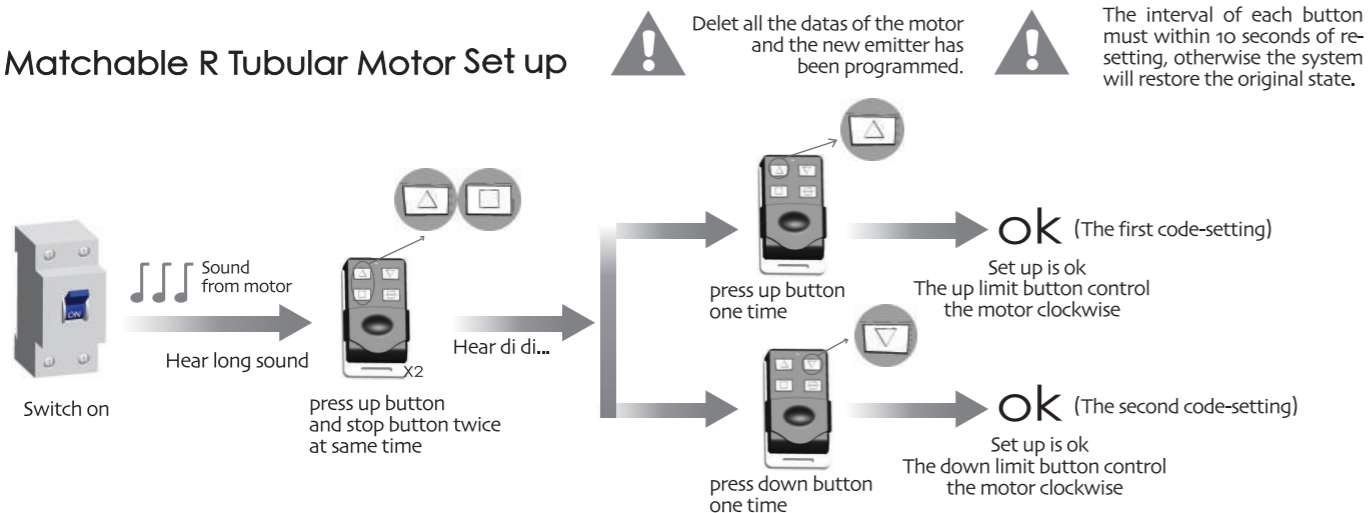 Matchable R Tubular Motor Set up
Delet all the datas of the motor
and the new emitter has
been programmed.
The interval of each button
must within 10 seconds of re-
setting, otherwise the system
will restore the original state.
ON
Switch on
Sound
from motor
Hear long sound
X2
press up button
and stop button twice
at same time
Hear di di...
press up button
one time
ok (The first code-setting)
Set up is ok
The up limit button control
the motor clockwise
press down button
one time
ok (The second code-setting)
Set up is ok
The down limit button control
the motor clockwise